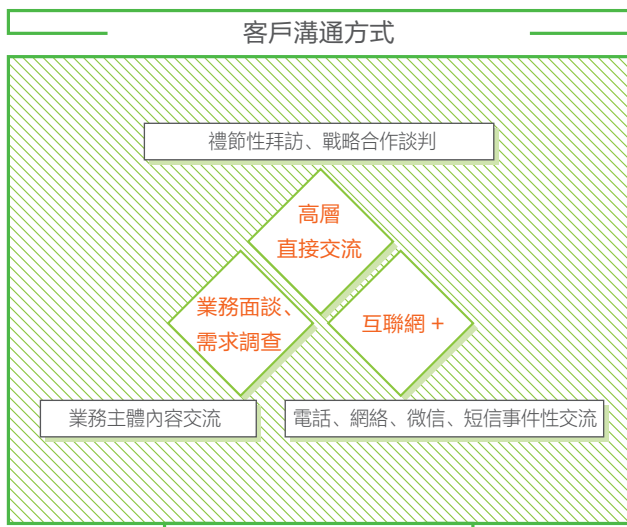 客戶溝通方式
禮節性拜訪、戰略合作談判
高層
直接交流
業務面談、
需求調查
互聯網 +
業務主體內容交流
電話、網絡、微信、短信事件性交流